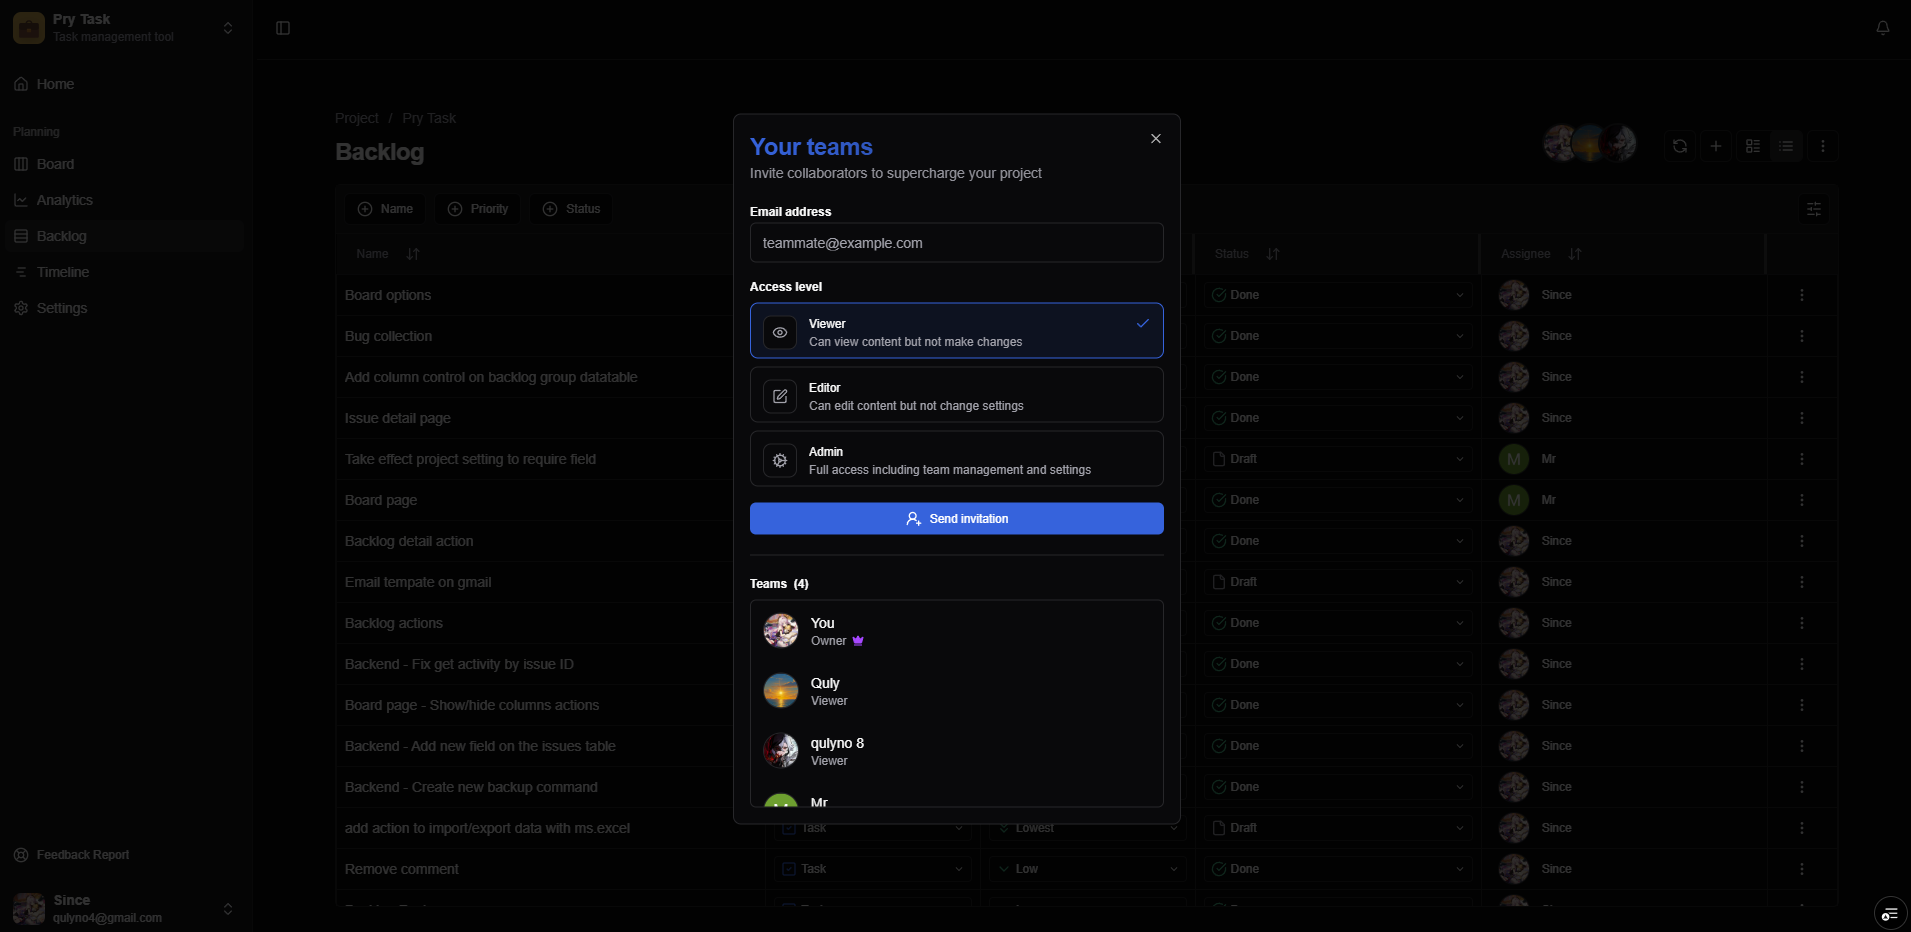 Pry Task
Task management tool
Home
Planning
Board
Analytics
Backlog
Timeline
Settings
Feedback Report
Since
qulyno4@gmail.com
Project / Pry Task
Backlog
Name Priority Status
Name Status Assignee
Board options Done Since
Bug collection Done Since
Add column control on backlog group datatable Done Since
Issue detail page Done Since
Take effect project setting to require field Draft M Mr
Board page Done M Mr
Backlog detail action Done Since
Email tempate on gmail Draft Since
Backlog actions Done Since
Backend - Fix get activity by issue ID Done Since
Board page - Show/hide columns actions Done Since
Backend - Add new field on the issues table Done Since
Backend - Create new backup command Done Since
add action to import/export data with ms.excel Task Lowest Draft Since
Remove comment Task Low Done Since
Your teams
Invite collaborators to supercharge your project
Email address
teammate@example.com
Access level
Viewer
Can view content but not make changes
Editor
Can edit content but not change settings
Admin
Full access including team management and settings
Send invitation
Teams (4)
You
Owner
Quly
Viewer
qulyno 8
Viewer
Mr